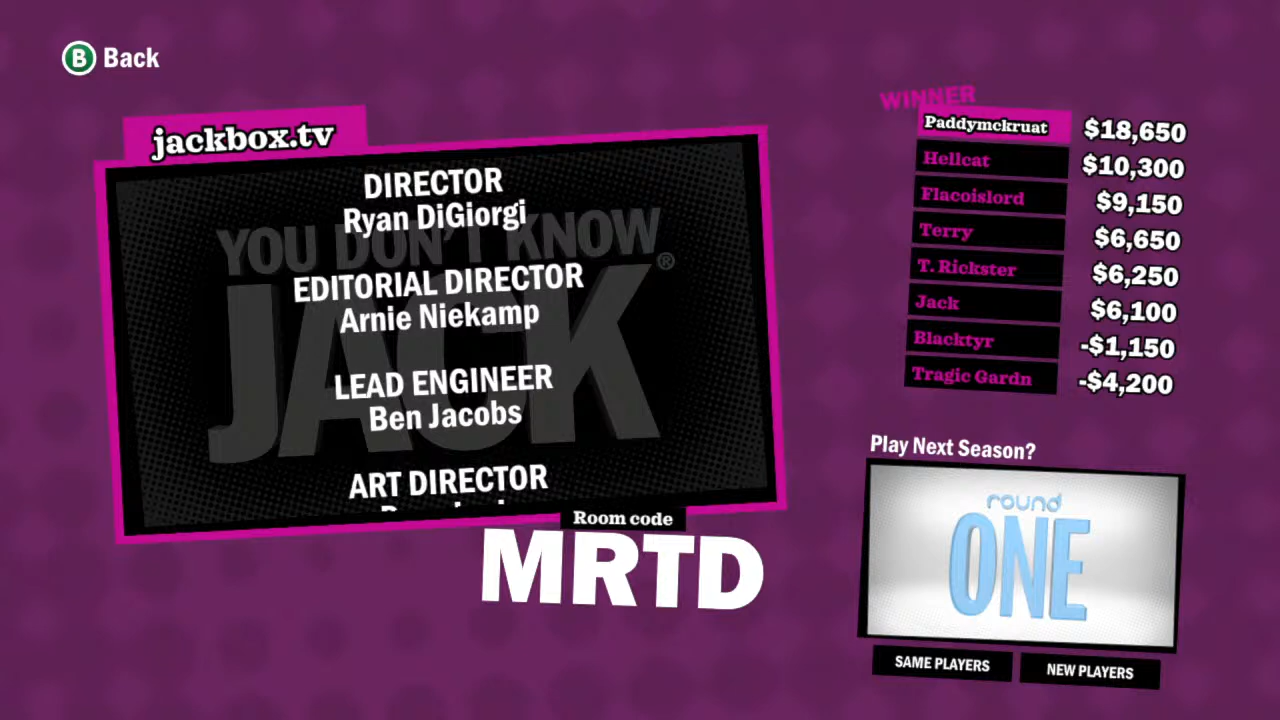 B Back
jackbox.tv
YOU DON'T KNOW
JACK®
DIRECTOR
Ryan DiGiorgi
EDITORIAL DIRECTOR
Arnie Niekamp
LEAD ENGINEER
Ben Jacobs
ART DIRECTOR
Room code
MRTD
WINNER
Paddymckruat $18,650
Hellcat $10,300
Flacoislord $9,150
Terry $6,650
T. Rickster $6,250
Jack $6,100
Blacktyr -$1,150
Tragic Gardn -$4,200
Play Next Season?
round
ONE
SAME PLAYERS NEW PLAYERS